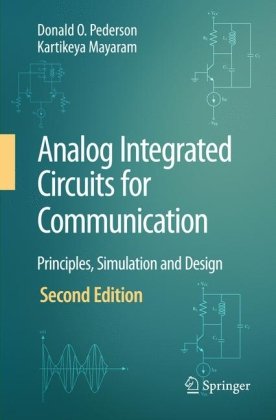 Donald O. Pederson
Kartikeya Mayaram
Analog Integrated
Circuits for
Communication
Principles, Simulation and Design
Second Edition
Springer